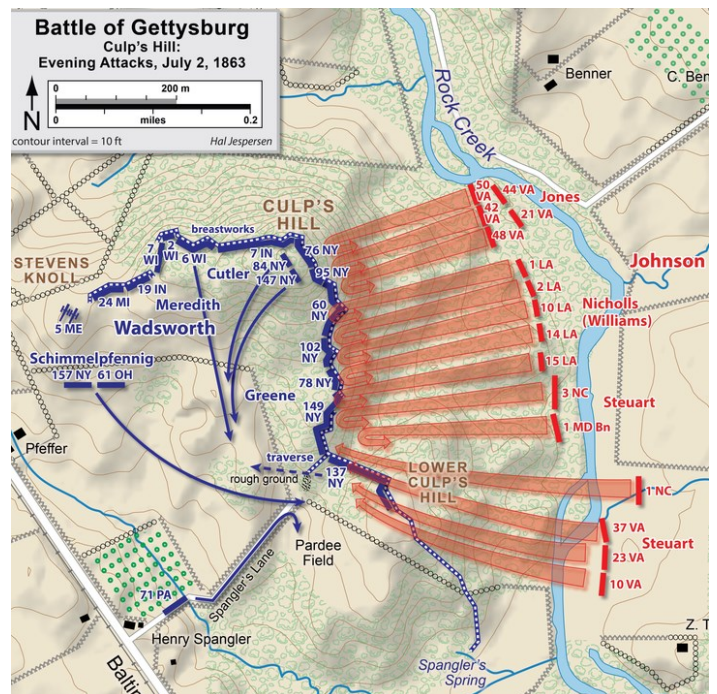 Battle of Gettysburg
Culp's Hill:
Evening Attacks, July 2, 1863
N
200 m
miles
0.2
contour interval = 10 ft
Hal Jespersen
Rock Creek
Benner
C. Ben
50
VA
44 VA
Jones
42
VA
21 VA
48 VA
CULP'S
HILL
breastworks
7
WI
2
WI
6 WI
7 IN
84 NY
147 NY
76 NY
95 NY
Cutler
STEVENS
KNOLL
24 MI
19 IN
Meredith
Wadsworth
5 ME
60
NY
1 LA
2 LA
10 LA
14 LA
15 LA
Johnson
Nicholls
(Williams)
Schimmelpfennig
157 NY
61 OH
102
NY
78 NY
Greene
149
NY
3 NC
Steuart
1 MD Bn
Pfeffer
traverse
rough ground
137
NY
LOWER
CULP'S
HILL
1 NC
37 VA
Steuart
23 VA
10 VA
Pardee
Field
Spangler's Lane
71 PA
Henry Spangler
Baltim
Spangler's
Spring
Z. T